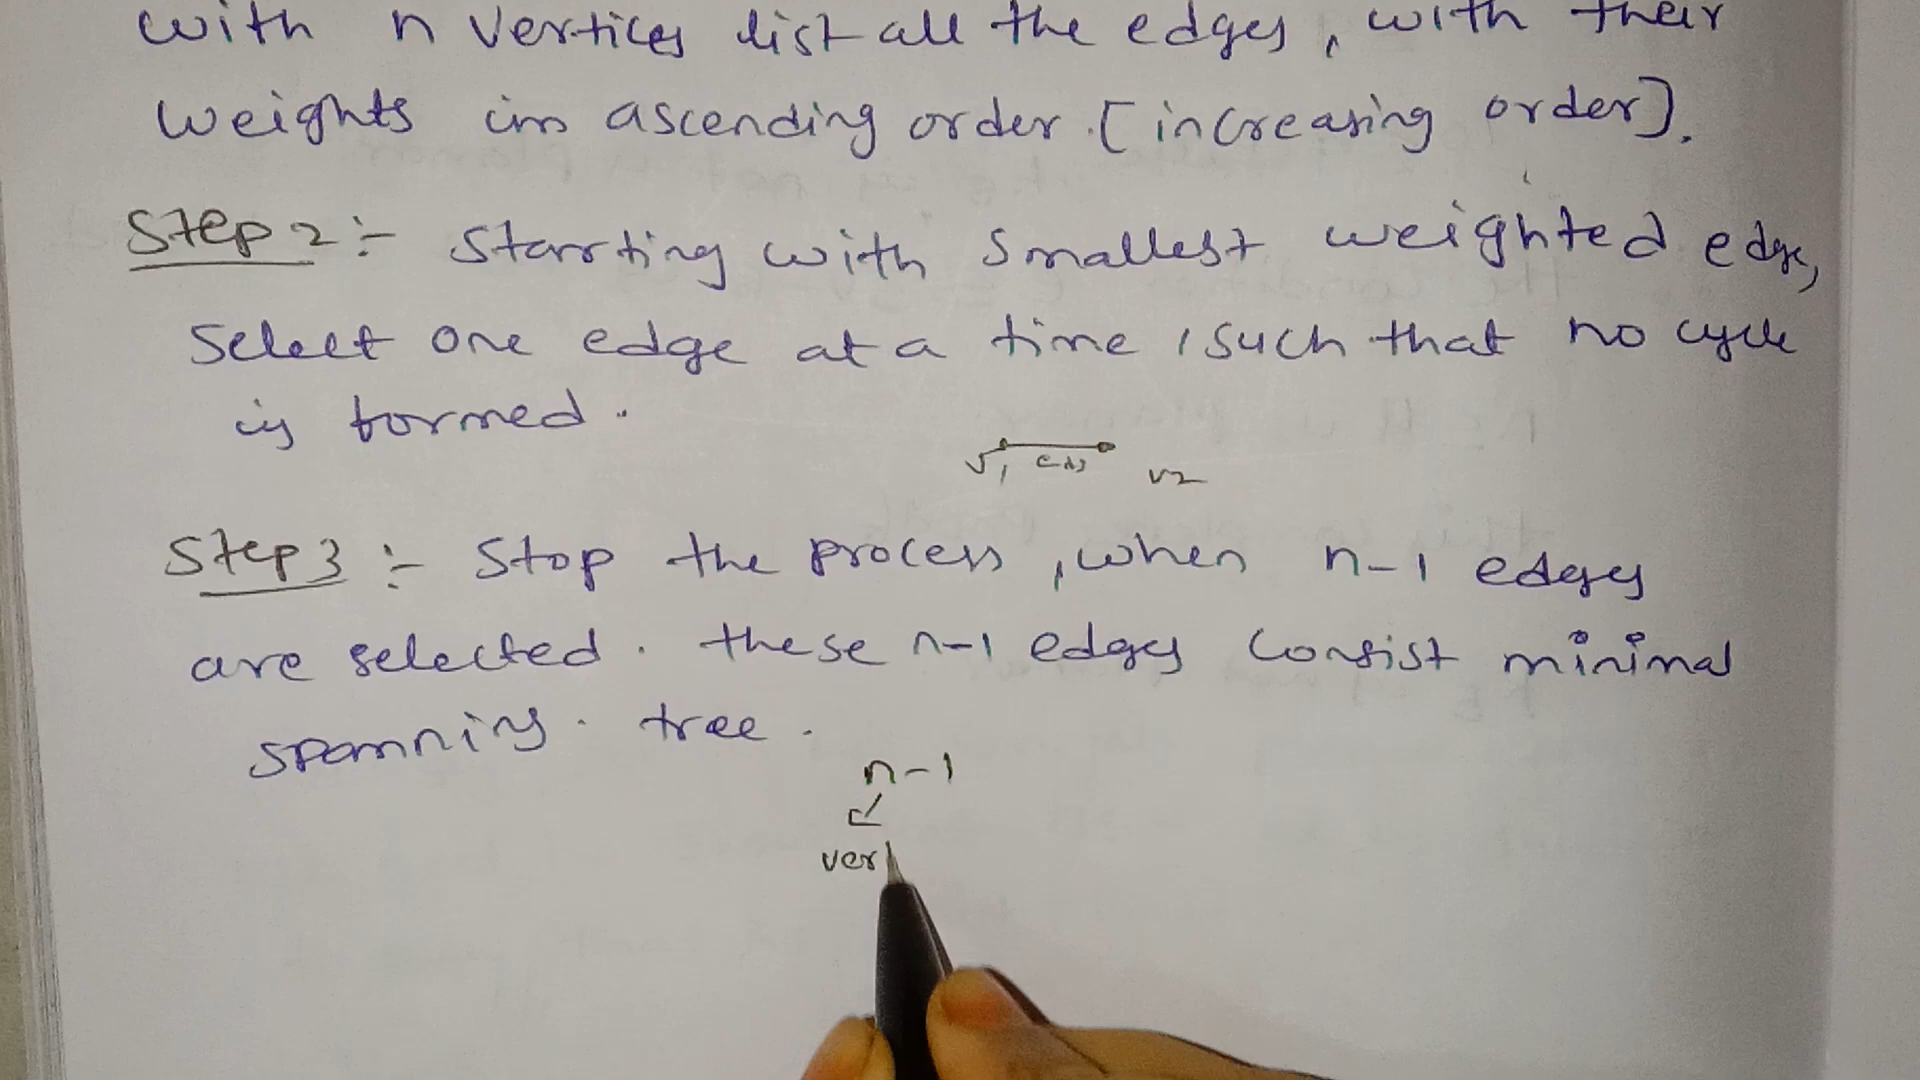 with n vertices list all the edges, with their
weights in ascending order. [increasing order].
Step 2 :- Starting with smallest weighted edge,
Select one edge at a time, such that no cycle
is formed.
v1 v2
Step 3 :- Stop the process, when n-1 edges
are selected. these n-1 edges consist minimal
spanning. tree.
n-1
ver